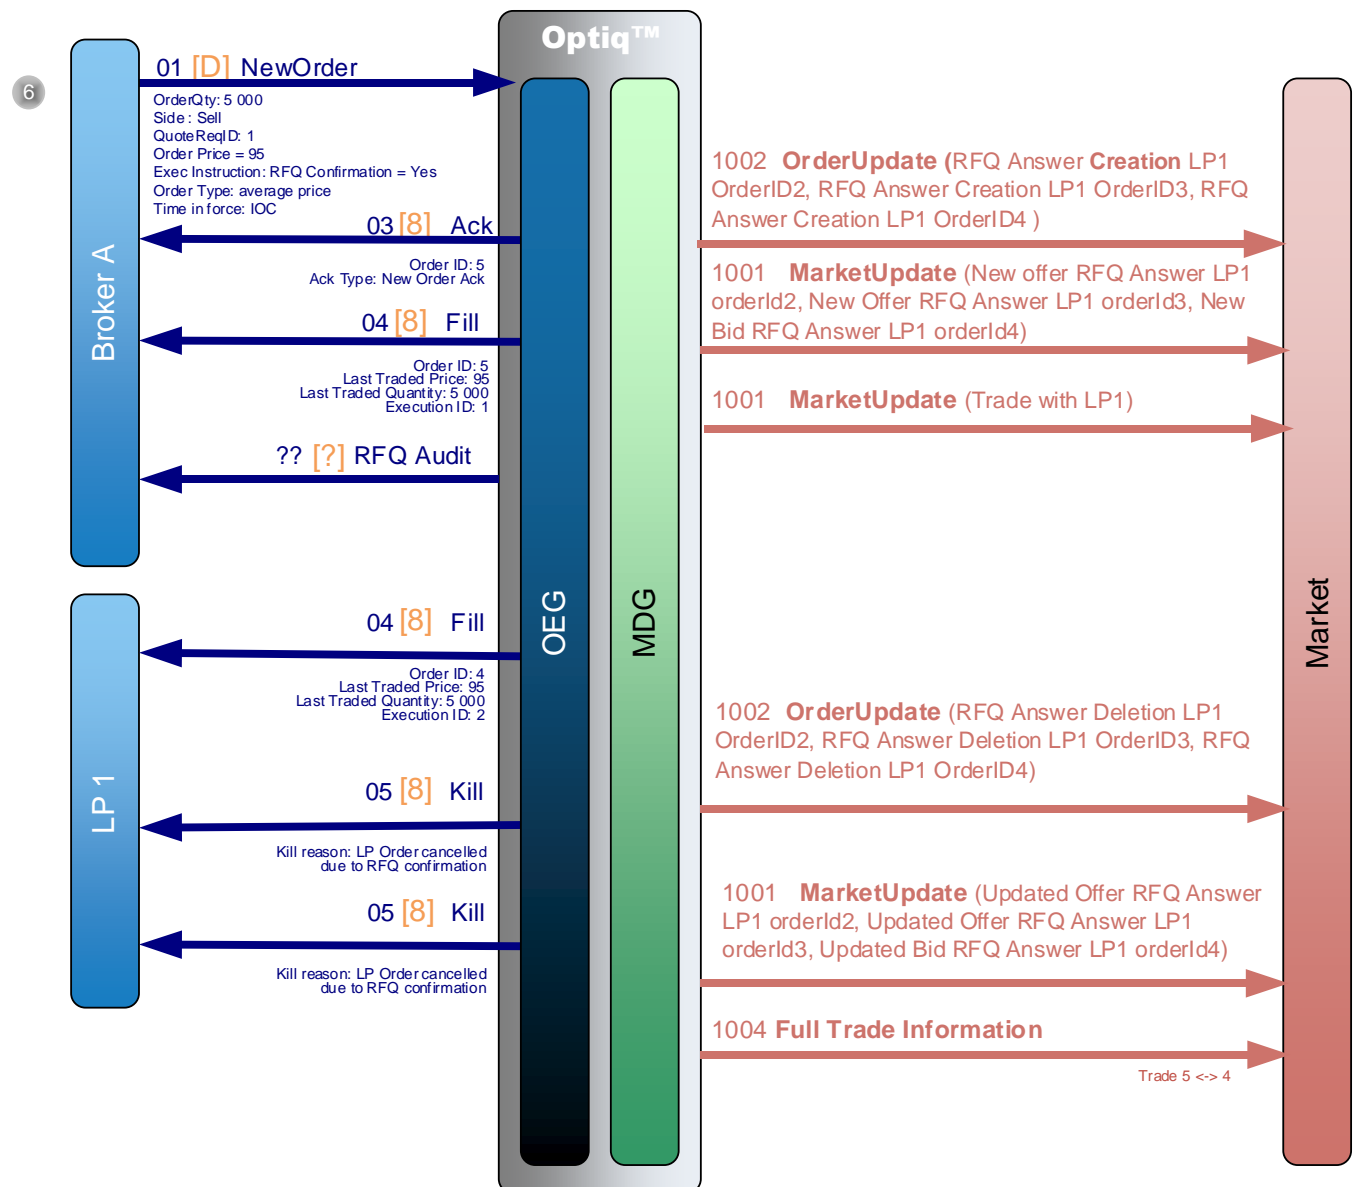 Optiq™
6
01 [D] NewOrder
OrderQty: 5 000
Side : Sell
QuoteReqID: 1
Order Price = 95
Exec Instruction: RFQ Confirmation = Yes
Order Type: average price
Time in force: IOC
03 [8] Ack
Order ID: 5
Ack Type: New Order Ack
04 [8] Fill
Order ID: 5
Last Traded Price: 95
Last Traded Quantity: 5 000
Execution ID: 1
?? [?] RFQ Audit
Broker A
04 [8] Fill
Order ID: 4
Last Traded Price: 95
Last Traded Quantity: 5 000
Execution ID: 2
05 [8] Kill
Kill reason: LP Order cancelled
due to RFQ confirmation
05 [8] Kill
Kill reason: LP Order cancelled
due to RFQ confirmation
LP 1
OEG
MDG
1002 OrderUpdate (RFQ Answer Creation LP1
OrderID2, RFQ Answer Creation LP1 OrderID3, RFQ
Answer Creation LP1 OrderID4 )
1001 MarketUpdate (New offer RFQ Answer LP1
orderId2, New Offer RFQ Answer LP1 orderId3, New
Bid RFQ Answer LP1 orderId4)
1001 MarketUpdate (Trade with LP1)
1002 OrderUpdate (RFQ Answer Deletion LP1
OrderID2, RFQ Answer Deletion LP1 OrderID3, RFQ
Answer Deletion LP1 OrderID4)
1001 MarketUpdate (Updated Offer RFQ Answer
LP1 orderId2, Updated Offer RFQ Answer LP1
orderId3, Updated Bid RFQ Answer LP1 orderId4)
1004 Full Trade Information
Trade 5 <-> 4
Market